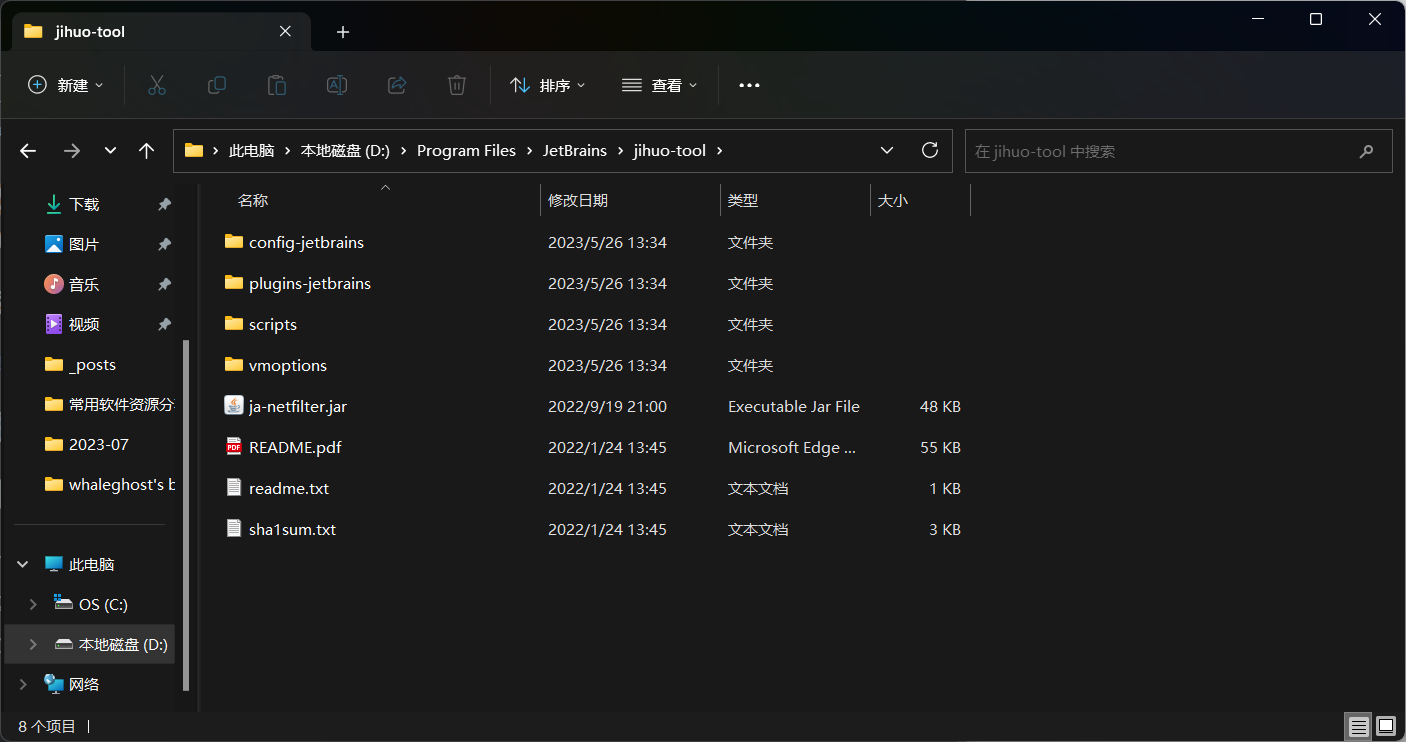 jihuo-tool
新建
排序
查看
此电脑 本地磁盘 (D:) Program Files JetBrains jihuo-tool
在 jihuo-tool 中搜索
下载
图片
音乐
视频
_posts
常用软件资源分
2023-07
whaleghost's b
此电脑
OS (C:)
本地磁盘 (D:)
网络
名称 修改日期 类型 大小
config-jetbrains 2023/5/26 13:34 文件夹
plugins-jetbrains 2023/5/26 13:34 文件夹
scripts 2023/5/26 13:34 文件夹
vmoptions 2023/5/26 13:34 文件夹
ja-netfilter.jar 2022/9/19 21:00 Executable Jar File 48 KB
README.pdf 2022/1/24 13:45 Microsoft Edge ... 55 KB
readme.txt 2022/1/24 13:45 文本文档 1 KB
sha1sum.txt 2022/1/24 13:45 文本文档 3 KB
8 个项目